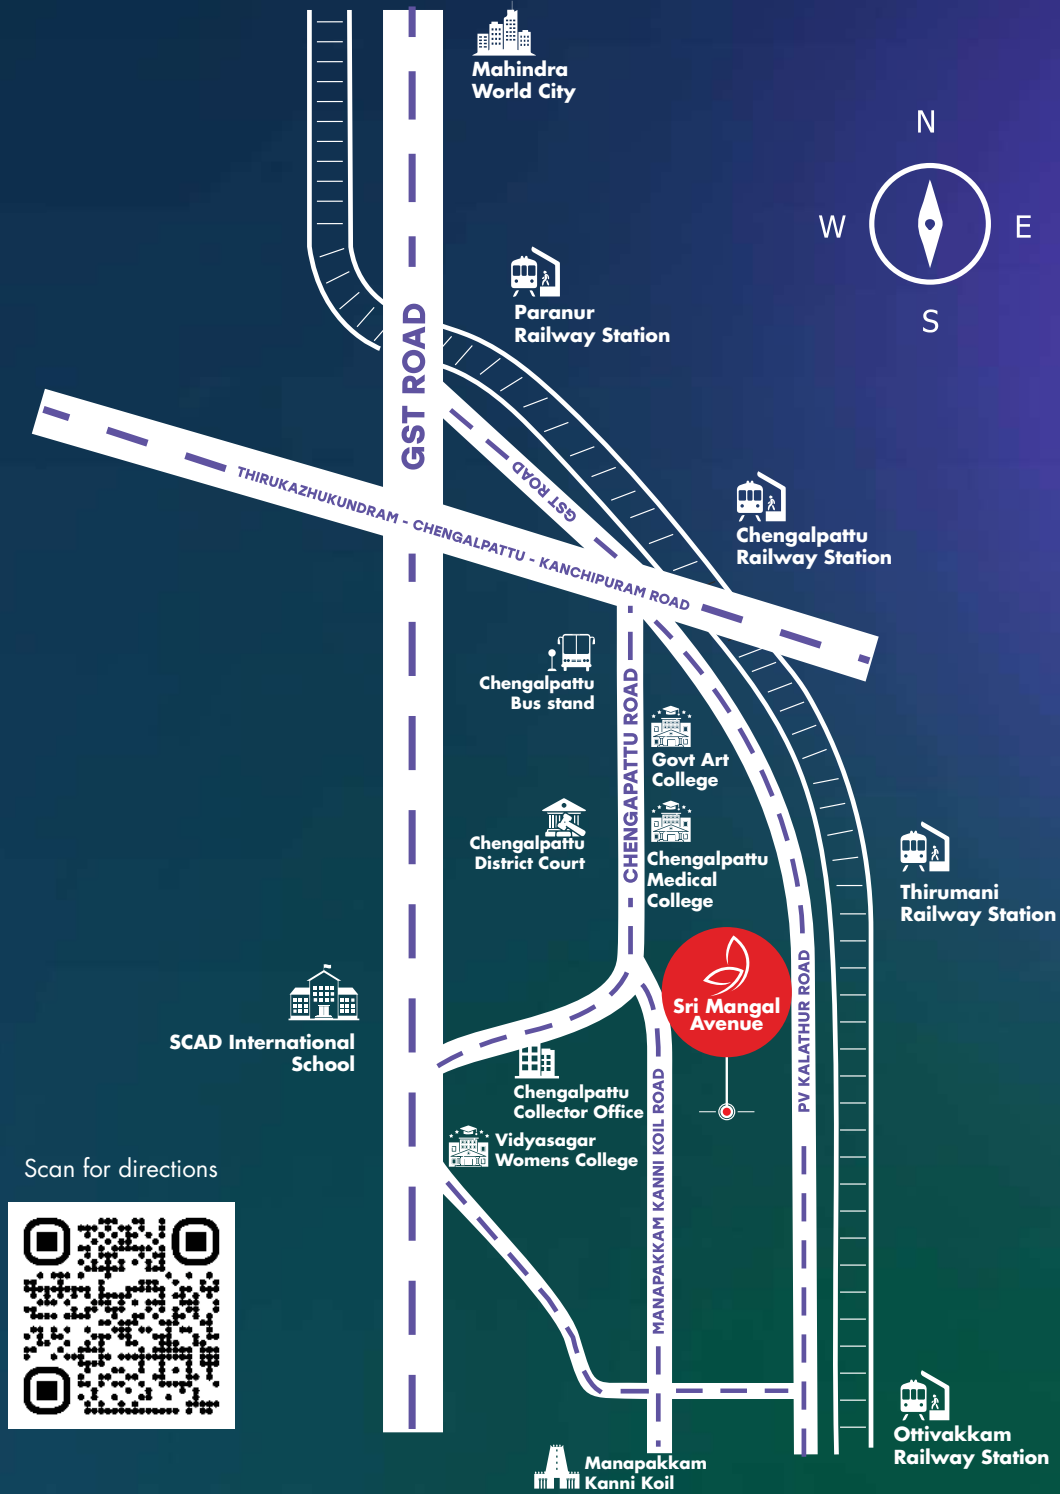 Mahindra
World City
N
W
E
S
Paranur
Railway Station
GST ROAD
GST ROAD
THIRUKAZHUKUNDRAM - CHENGALPATTU - KANCHIPURAM ROAD
Chengalpattu
Railway Station
Chengalpattu
Bus stand
CHENGAPATTU ROAD
Govt Art
College
Chengalpattu
District Court
Chengalpattu
Medical
College
Thirumani
Railway Station
Sri Mangal
Avenue
PV KALATHUR ROAD
SCAD International
School
Chengalpattu
Collector Office
MANAPAKKAM KANNI KOIL ROAD
Vidyasagar
Womens College
Scan for directions
Ottivakkam
Railway Station
Manapakkam
Kanni Koil